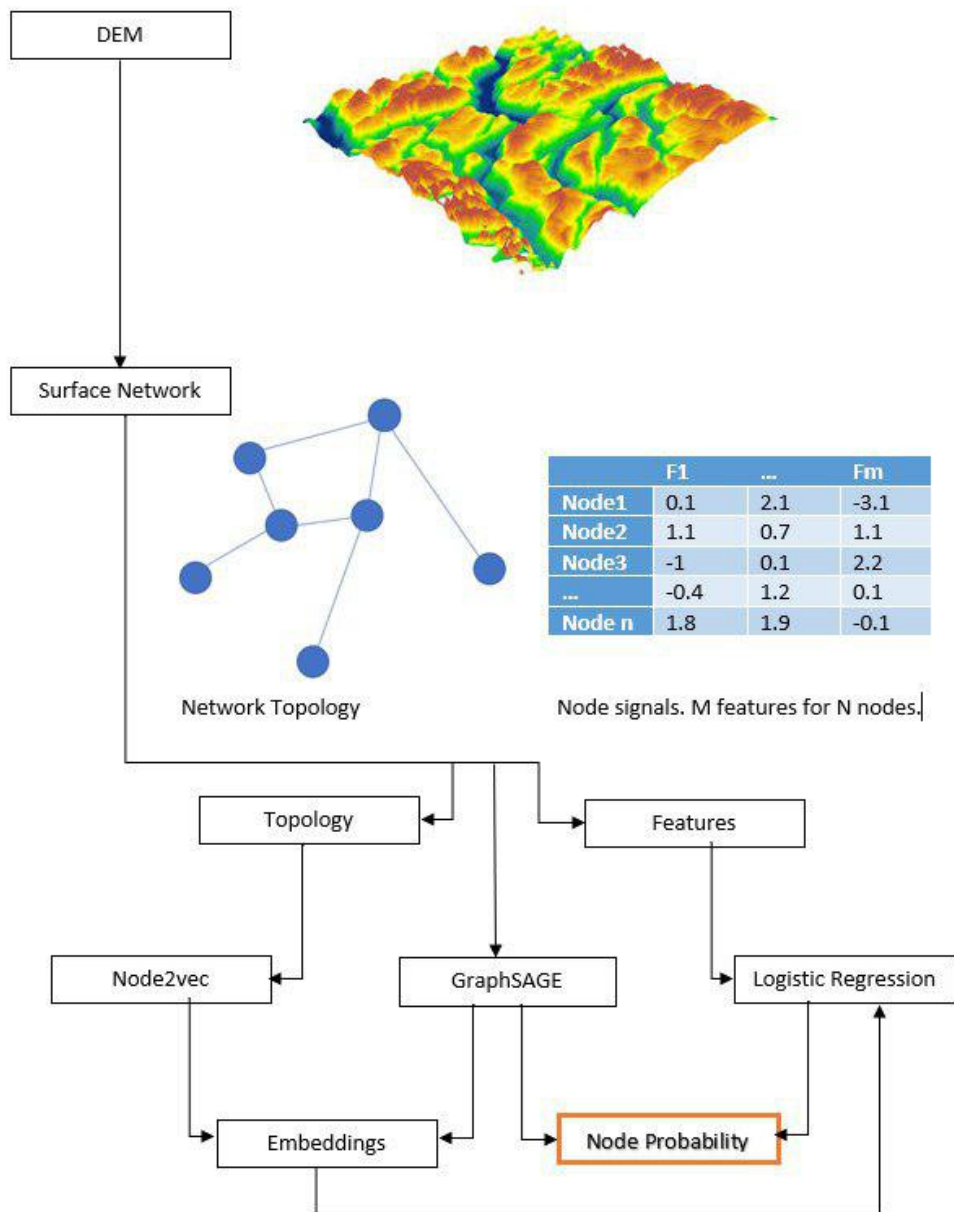 DEM
Surface Network
F1 ... Fm
Node1 0.1 2.1 -3.1
Node2 1.1 0.7 1.1
Node3 -1 0.1 2.2
... -0.4 1.2 0.1
Node n 1.8 1.9 -0.1
Network Topology
Node signals. M features for N nodes.
Topology
Features
Node2vec
GraphSAGE
Logistic Regression
Embeddings
Node Probability